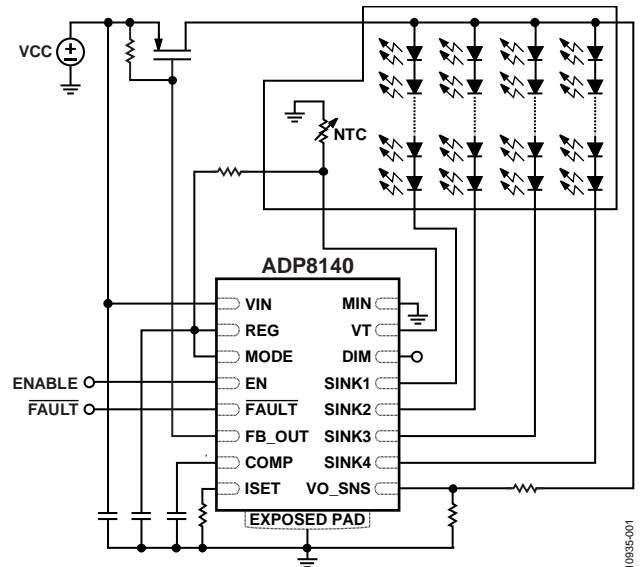 VCC
NTC
ADP8140
VIN
REG
MODE
EN
FAULT
FB_OUT
COMP
ISET
MIN
VT
DIM
SINK1
SINK2
SINK3
SINK4
VO_SNS
EXPOSED PAD
ENABLE
FAULT
10935-001